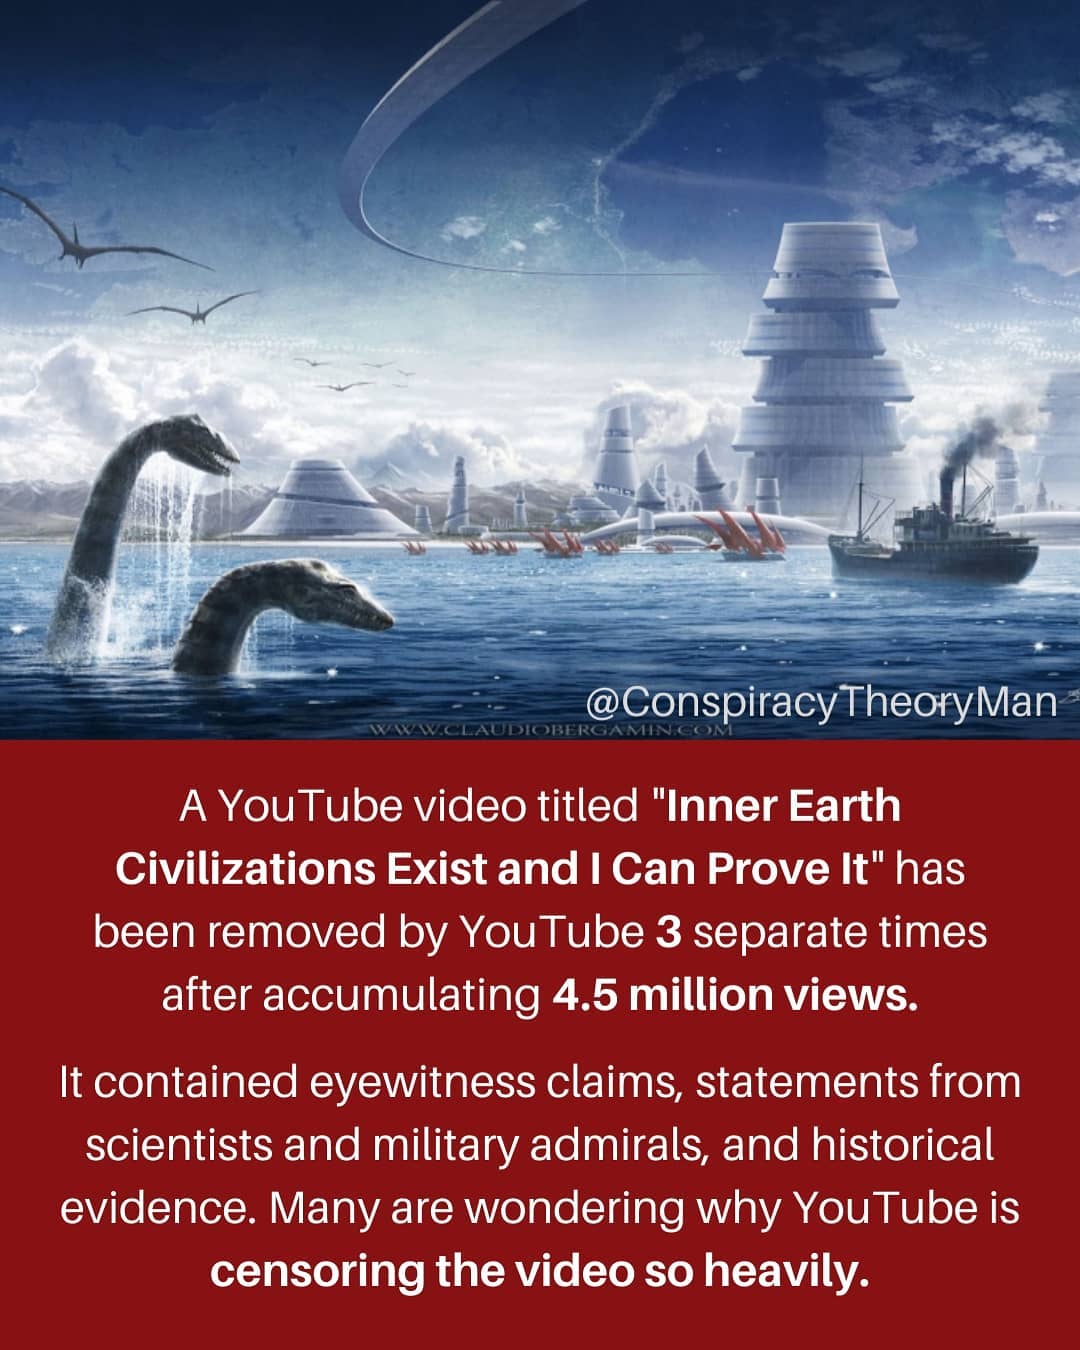 @ConspiracyTheoryMan
WWW.CLAUDIOBERGAMIN.COM
A YouTube video titled "Inner Earth
Civilizations Exist and I Can Prove It" has
been removed by YouTube 3 separate times
after accumulating 4.5 million views.
It contained eyewitness claims, statements from
scientists and military admirals, and historical
evidence. Many are wondering why YouTube is
censoring the video so heavily.